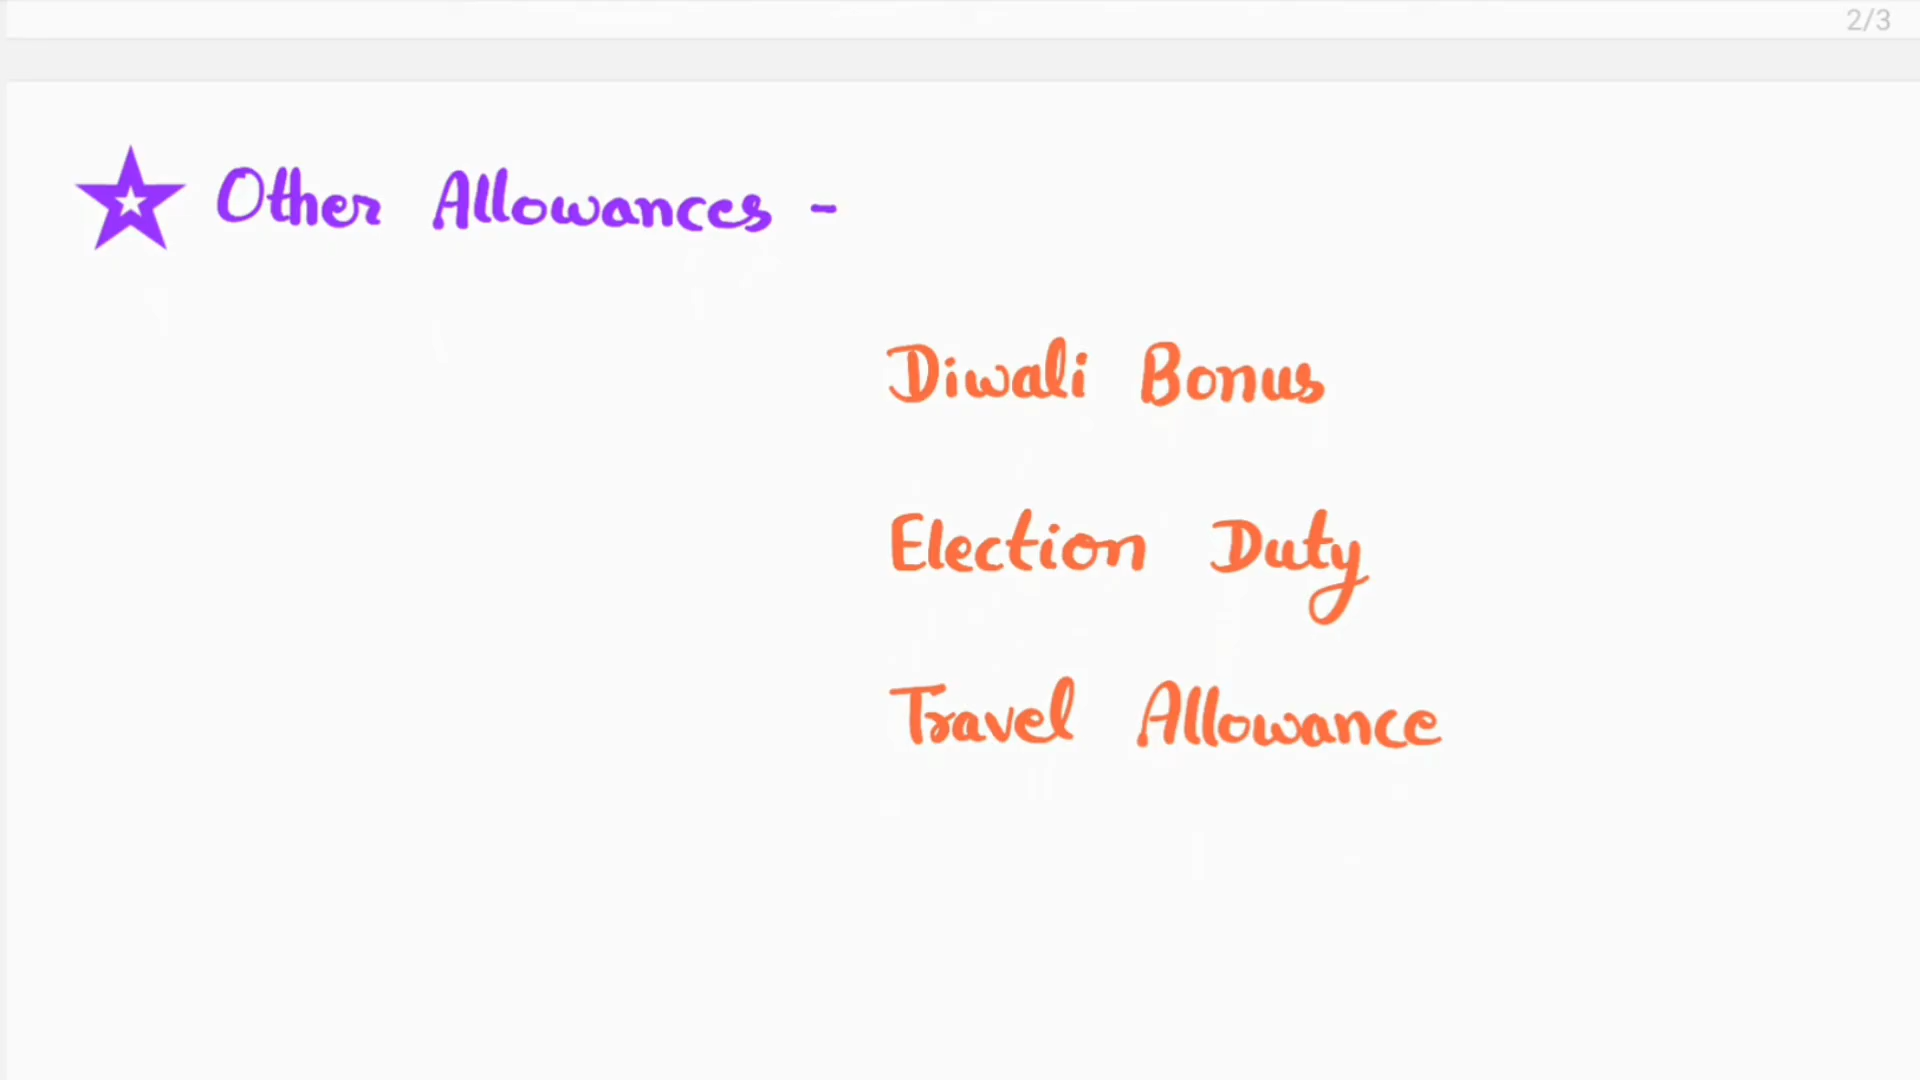 2/3
Other Allowances -
Diwali Bonus
Election Duty
Travel Allowance